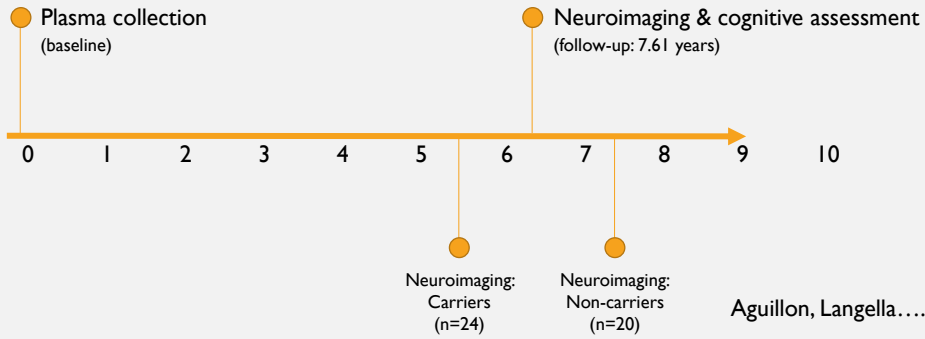 Plasma collection
(baseline)
Neuroimaging & cognitive assessment
(follow-up: 7.61 years)
0 1 2 3 4 5 6 7 8 9 10
Neuroimaging:
Carriers
(n=24)
Neuroimaging:
Non-carriers
(n=20)
Aguillon, Langella….